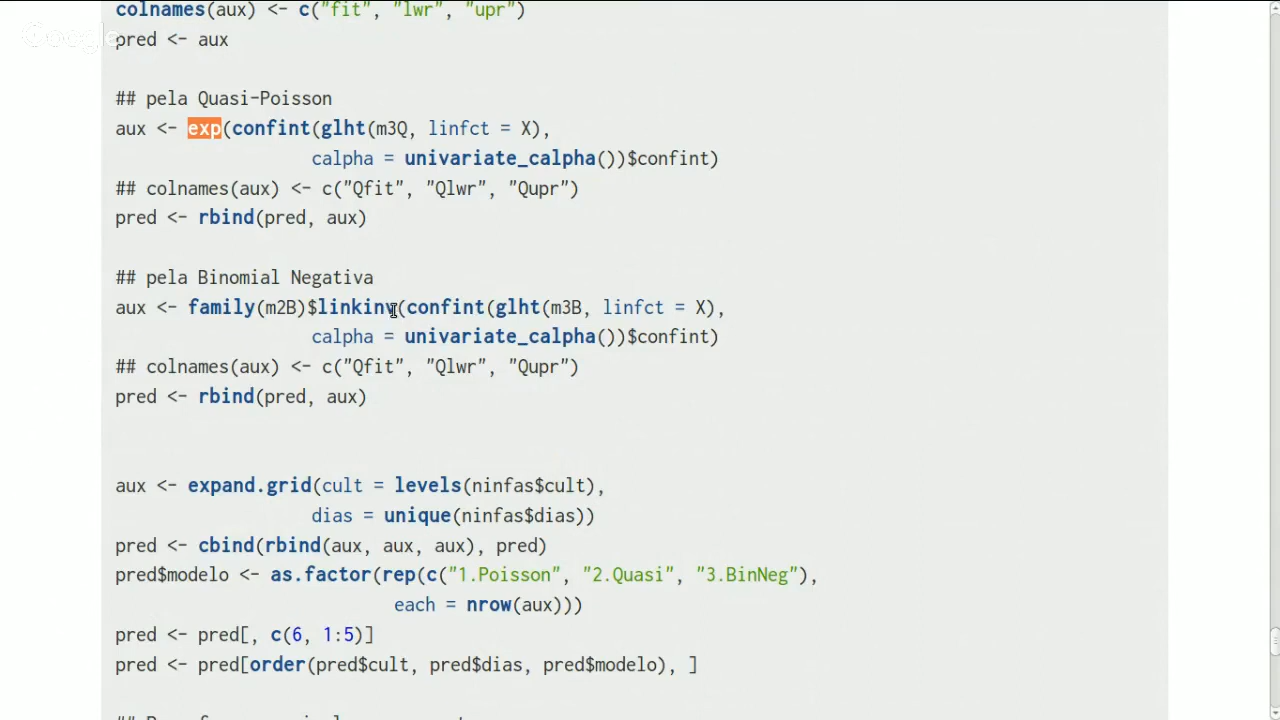 colnames(aux) <- c("fit", "lwr", "upr")
Google
pred <- aux
## pela Quasi-Poisson
aux <- exp(confint(glht(m3Q, linfct = X),
calpha = univariate_calpha())$confint)
## colnames(aux) <- c("Qfit", "Qlwr", "Qupr")
pred <- rbind(pred, aux)
## pela Binomial Negativa
aux <- family(m2B)$linkinv(confint(glht(m3B, linfct = X),
calpha = univariate_calpha())$confint)
## colnames(aux) <- c("Qfit", "Qlwr", "Qupr")
pred <- rbind(pred, aux)
aux <- expand.grid(cult = levels(ninfas$cult),
dias = unique(ninfas$dias))
pred <- cbind(rbind(aux, aux, aux), pred)
pred$modelo <- as.factor(rep(c("1.Poisson", "2.Quasi", "3.BinNeg"),
each = nrow(aux)))
pred <- pred[, c(6, 1:5)]
pred <- pred[order(pred$cult, pred$dias, pred$modelo), ]